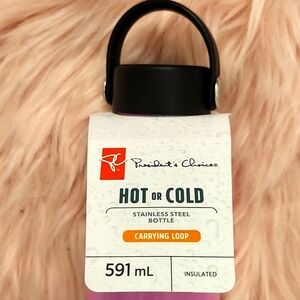 President's Choice®
HOT OR COLD
STAINLESS STEEL
BOTTLE
CARRYING LOOP
591 mL
INSULATED